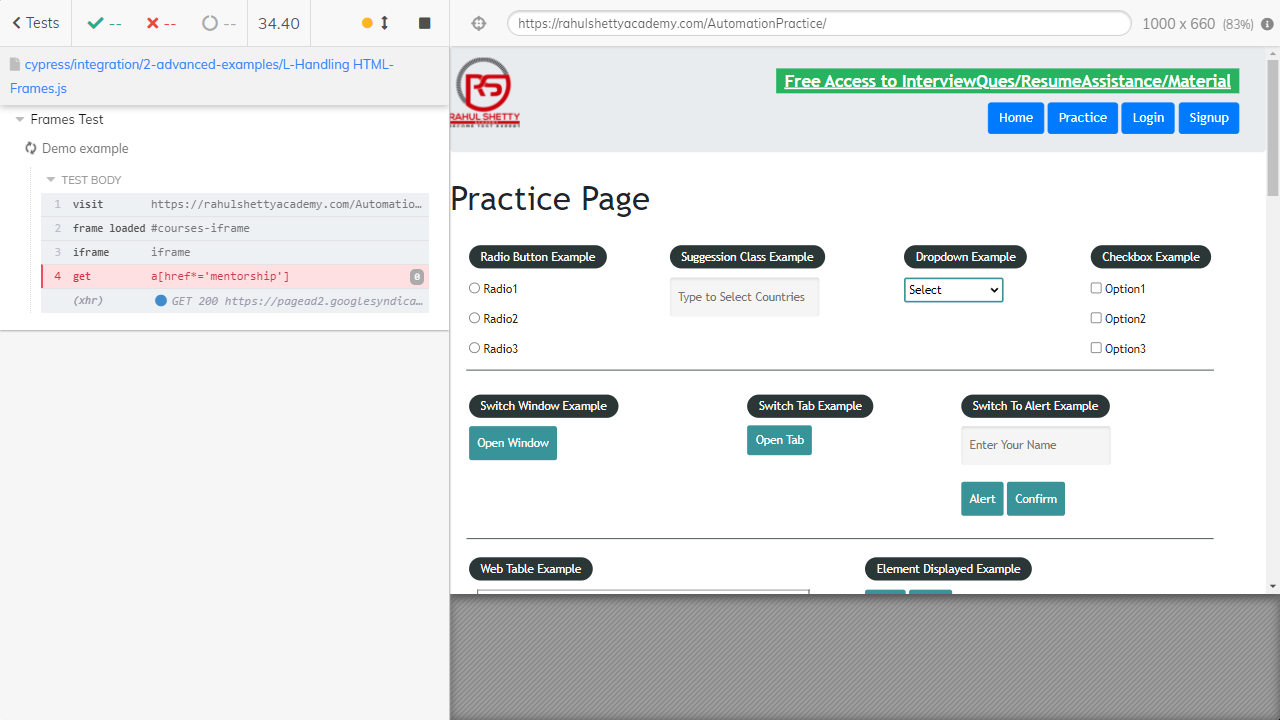 Tests
--
--
--
34.40
https://rahulshettyacademy.com/AutomationPractice/
1000 x 660 (83%)
cypress/integration/2-advanced-examples/L-Handling HTML-
Frames.js
Frames Test
Demo example
TEST BODY
1 visit https://rahulshettyacademy.com/Automatio...
2 frame loaded #courses-iframe
3 iframe iframe
4 get a[href*='mentorship'] 0
(xhr) GET 200 https://pagead2.googlesyndica...
RS
RAHUL SHETTY
Free Access to InterviewQues/ResumeAssistance/Material
Home Practice Login Signup
Practice Page
Radio Button Example
Radio1
Radio2
Radio3
Suggession Class Example
Type to Select Countries
Dropdown Example
Select
Checkbox Example
Option1
Option2
Option3
Switch Window Example
Open Window
Switch Tab Example
Open Tab
Switch To Alert Example
Enter Your Name
Alert Confirm
Web Table Example
Element Displayed Example